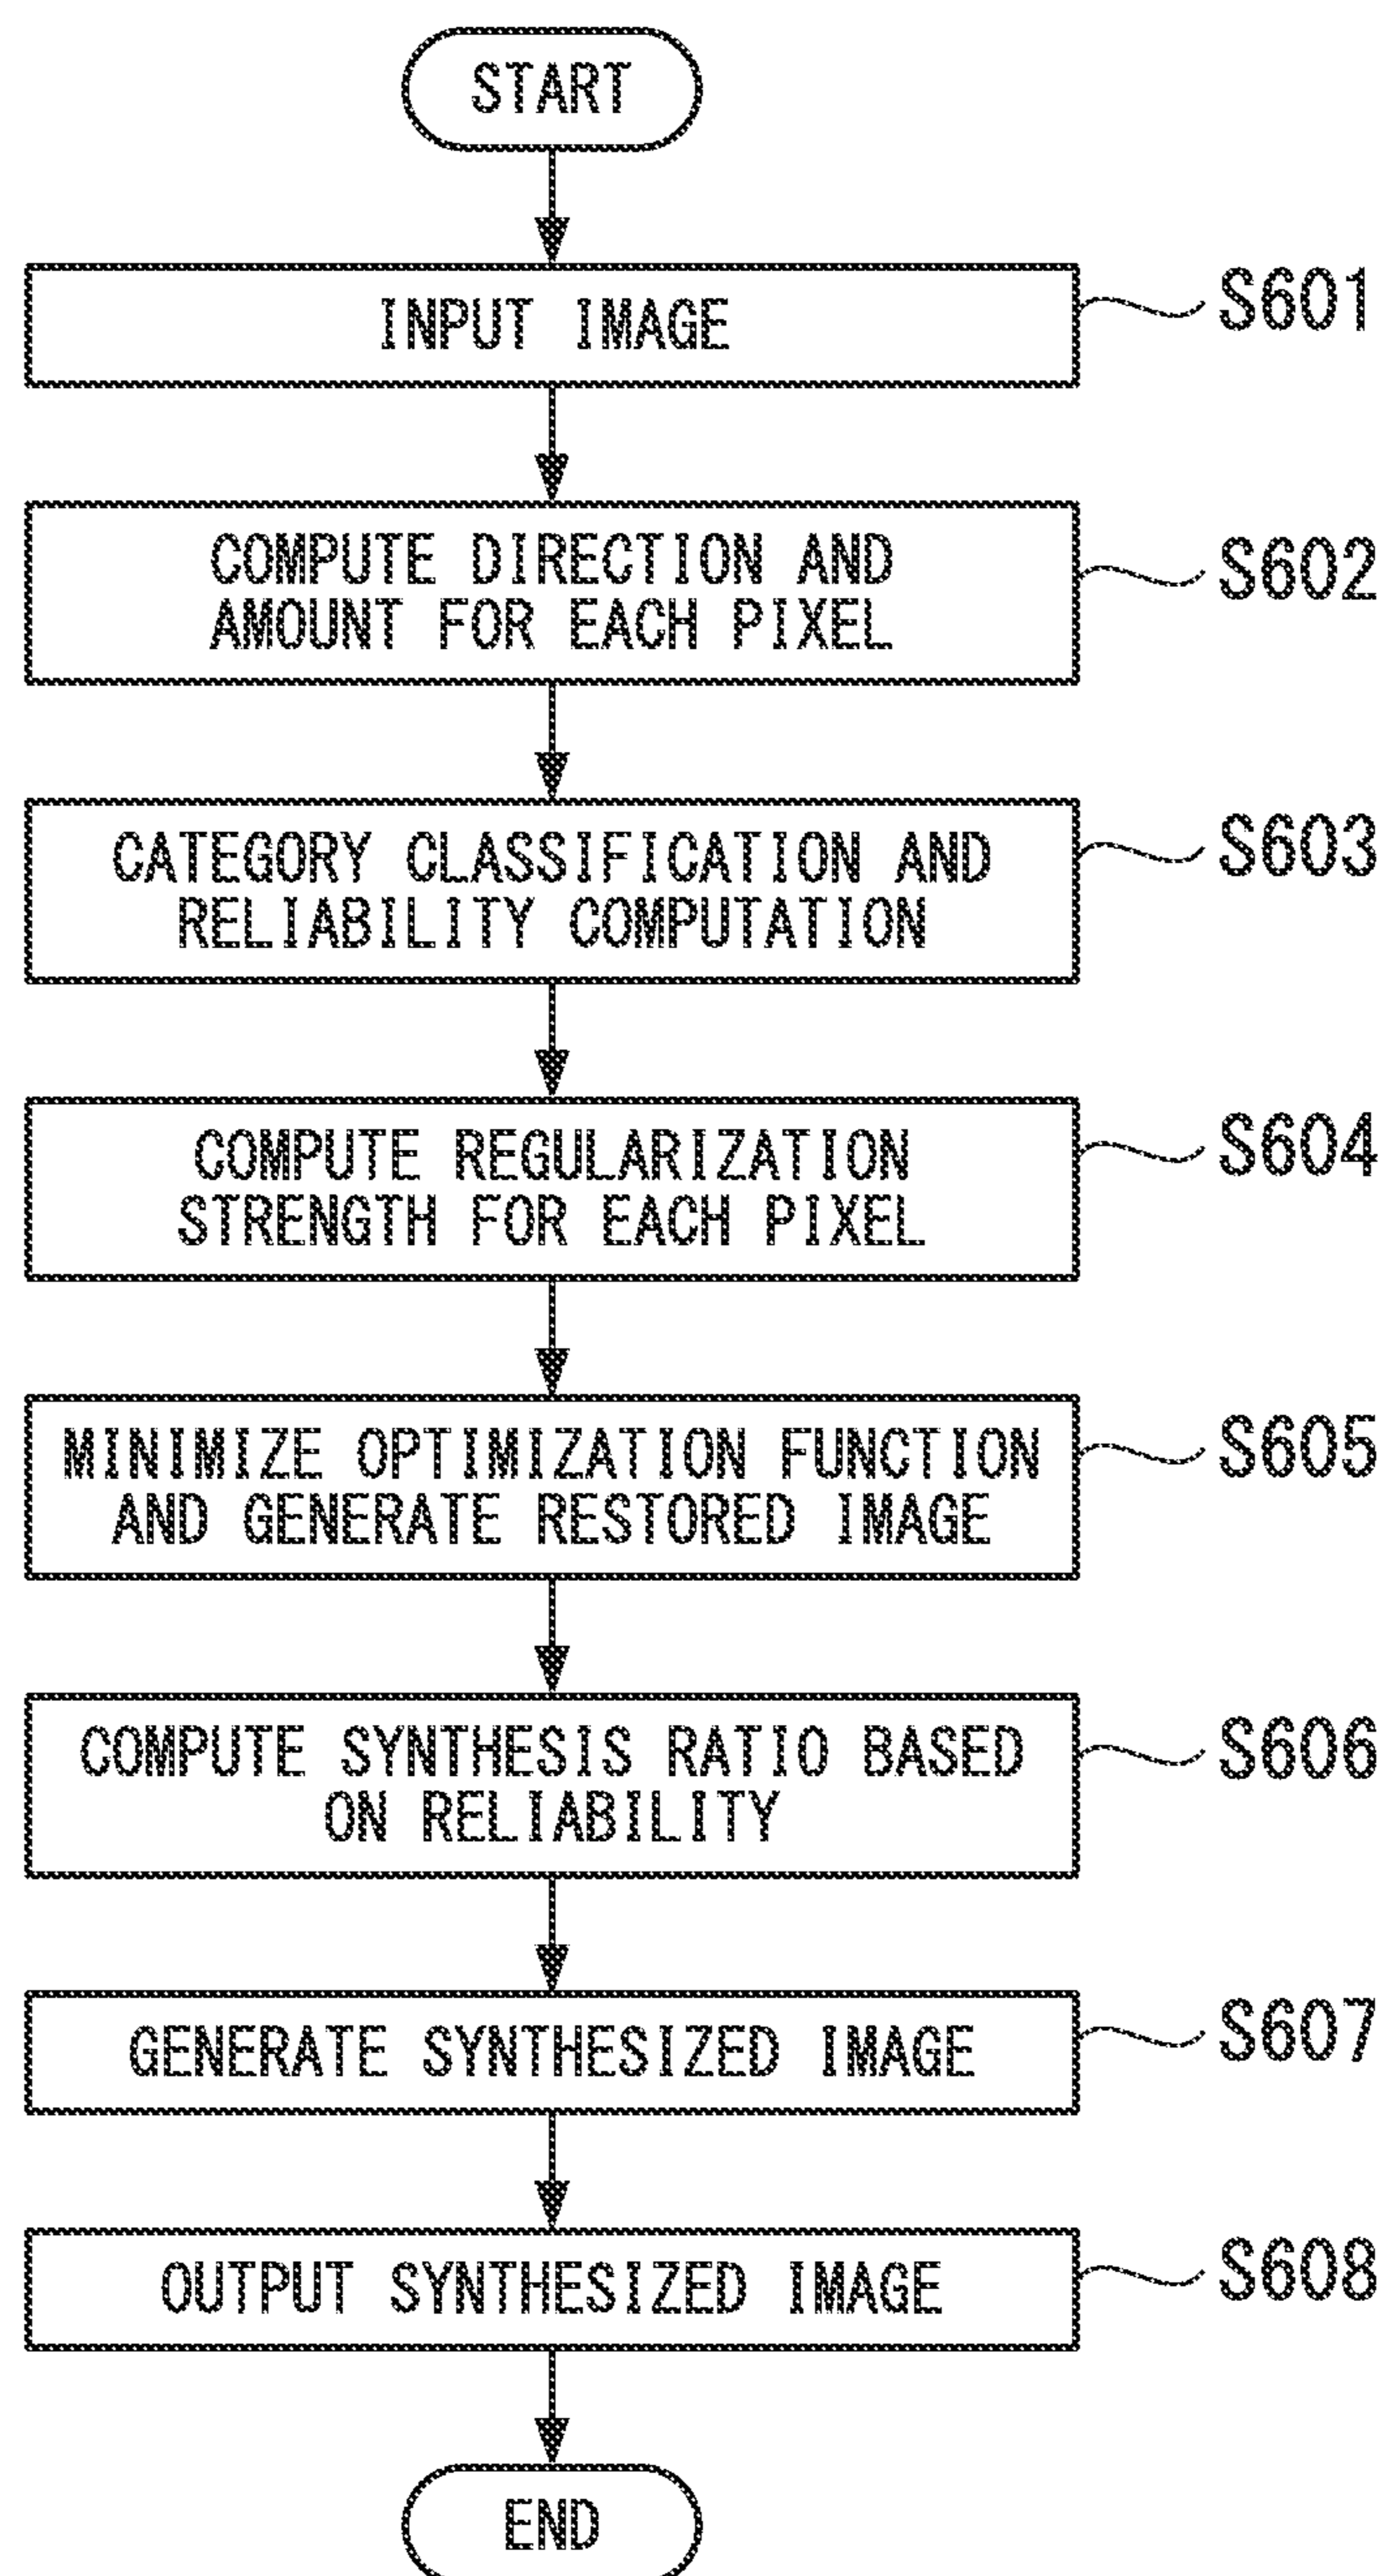 START
INPUT IMAGE
S601
COMPUTE DIRECTION AND
AMOUNT FOR EACH PIXEL
S602
CATEGORY CLASSIFICATION AND
RELIABILITY COMPUTATION
S603
COMPUTE REGULARIZATION
STRENGTH FOR EACH PIXEL
S604
MINIMIZE OPTIMIZATION FUNCTION
AND GENERATE RESTORED IMAGE
S605
COMPUTE SYNTHESIS RATIO BASED
ON RELIABILITY
S606
GENERATE SYNTHESIZED IMAGE
S607
OUTPUT SYNTHESIZED IMAGE
S608
END